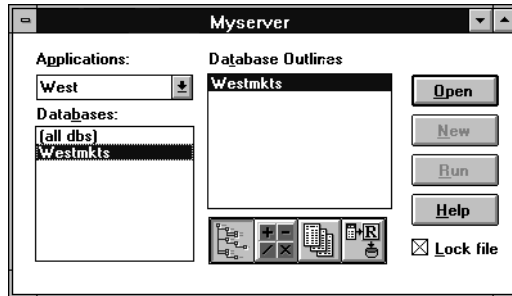 Myserver
Applications:
West
Databases:
(all dbs)
Westmkts
Database Outlines
Westmkts
Open
New
Run
Help
Lock file